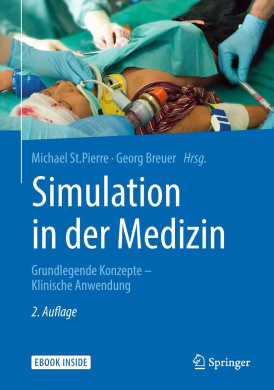 Michael St.Pierre · Georg Breuer Hrsg.
Simulation
in der Medizin
Grundlegende Konzepte –
Klinische Anwendung
2. Auflage
EBOOK INSIDE
Springer